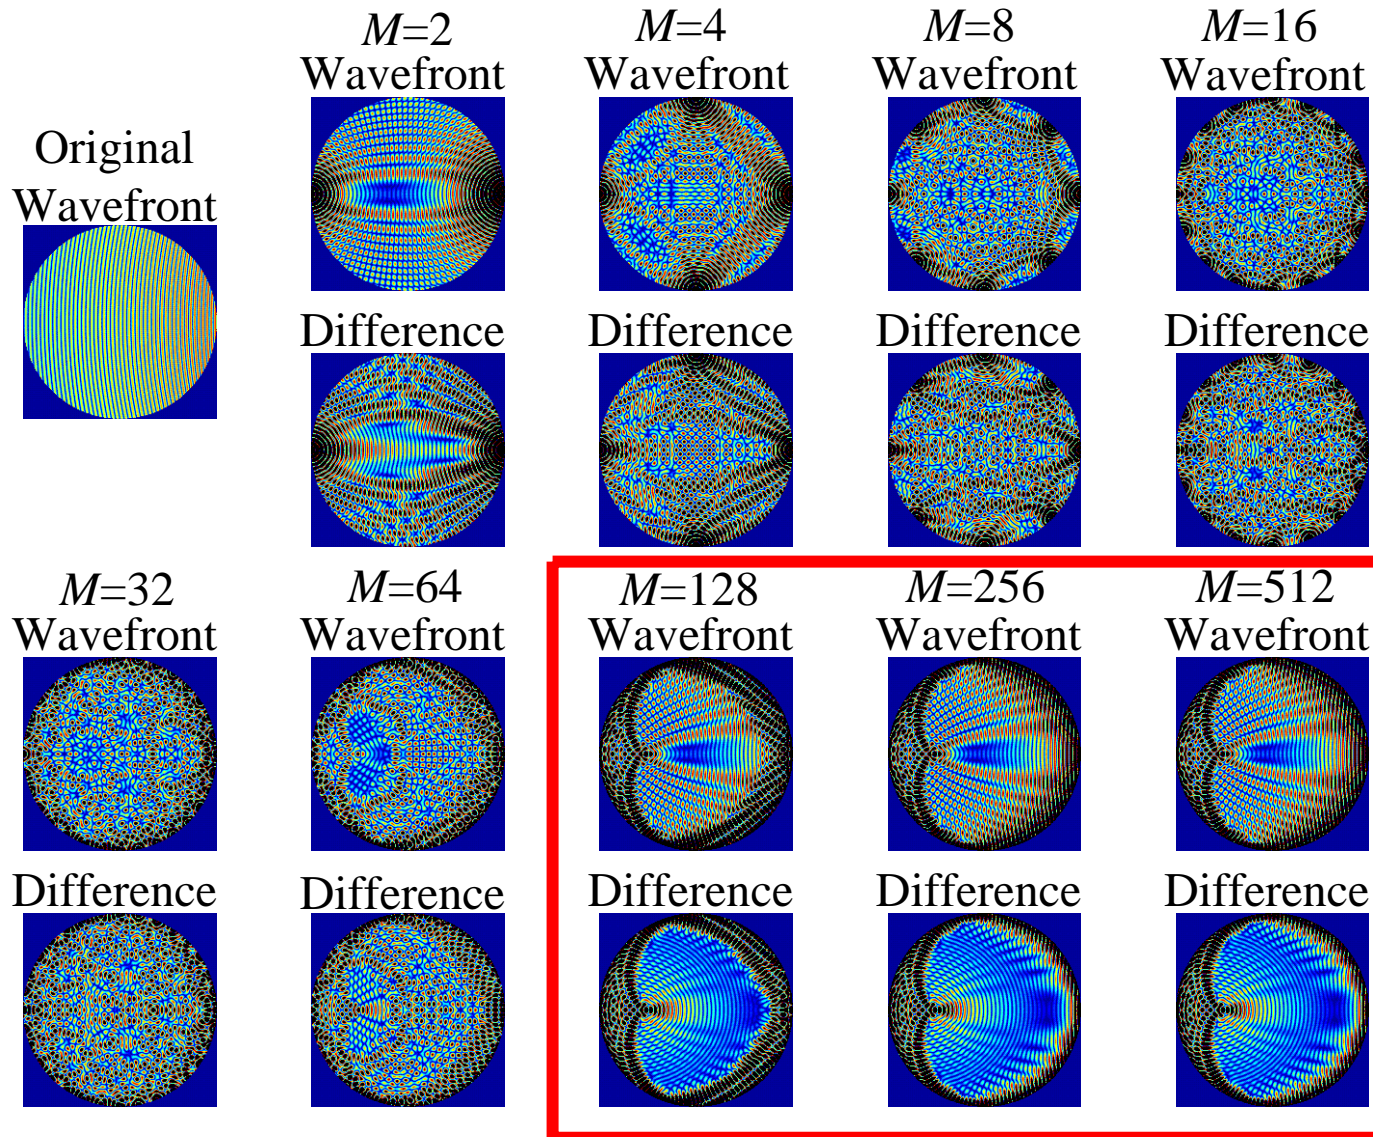 M=2
Wavefront
M=4
Wavefront
M=8
Wavefront
M=16
Wavefront
Original
Wavefront
Difference
Difference
Difference
Difference
M=32
Wavefront
M=64
Wavefront
M=128
Wavefront
M=256
Wavefront
M=512
Wavefront
Difference
Difference
Difference
Difference
Difference